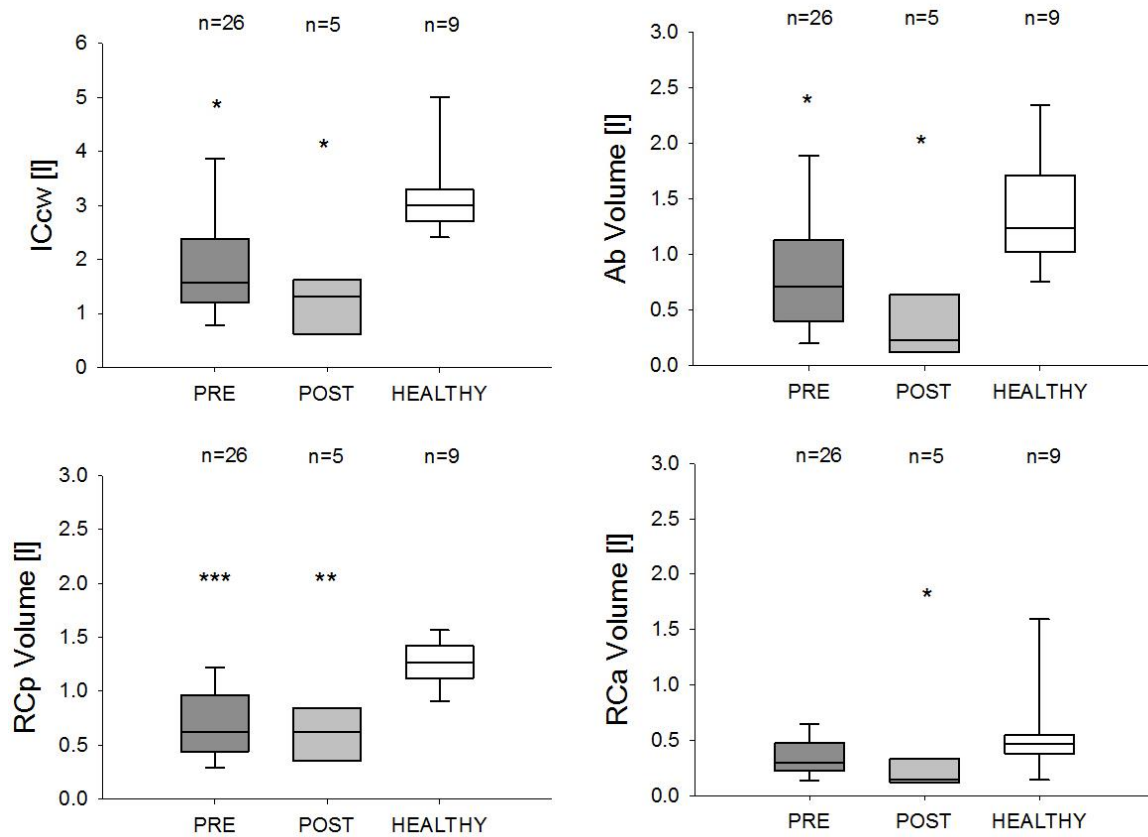 n=26 n=5 n=9
ICcw [l]
6
5
4
3
2
1
0
* *
PRE POST HEALTHY
n=26 n=5 n=9
Ab Volume [l]
3.0
2.5
2.0
1.5
1.0
0.5
0.0
* *
PRE POST HEALTHY
n=26 n=5 n=9
RCp Volume [l]
3.0
2.5
2.0
1.5
1.0
0.5
0.0
*** **
PRE POST HEALTHY
n=26 n=5 n=9
RCa Volume [l]
3.0
2.5
2.0
1.5
1.0
0.5
0.0
*
PRE POST HEALTHY